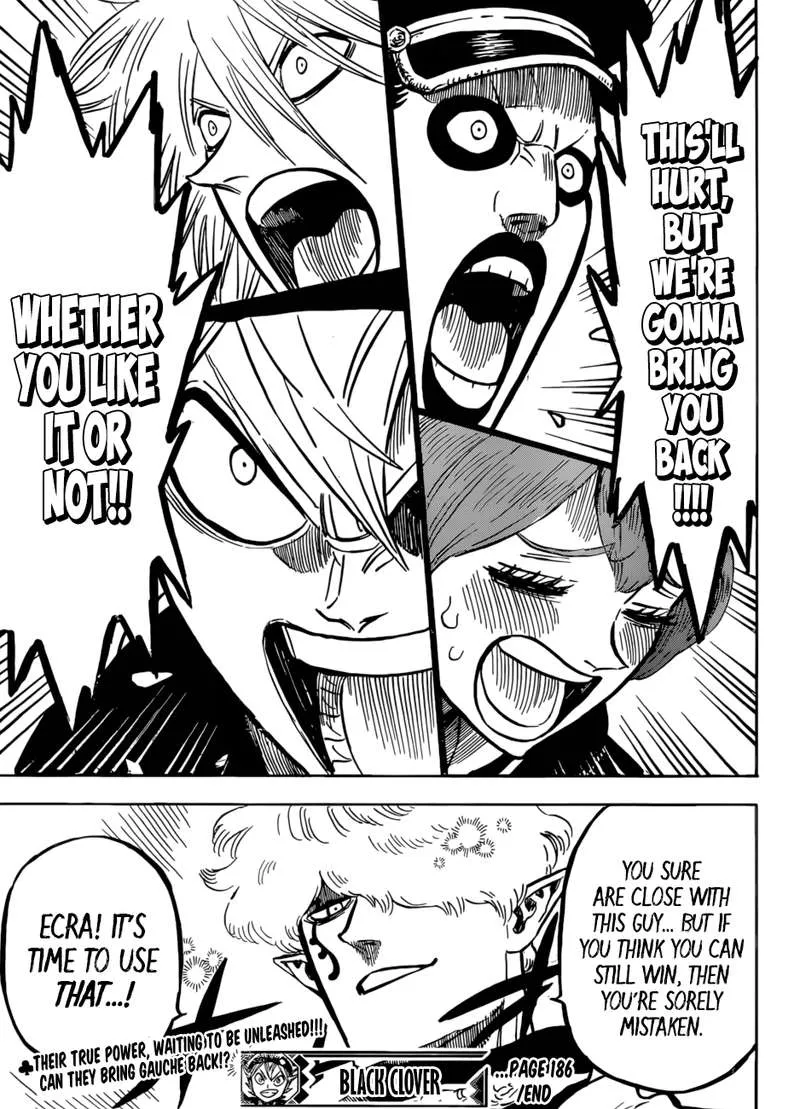 THIS'LL
HURT,
BUT
WE'RE
GONNA
BRING
YOU
BACK
!!!!
WHETHER
YOU LIKE
IT OR
NOT!!
YOU SURE
ARE CLOSE WITH
THIS GUY... BUT IF
YOU THINK YOU CAN
STILL WIN, THEN
YOU'RE SORELY
MISTAKEN.
ECRA! IT'S
TIME TO USE
THAT...!
♣THEIR TRUE POWER, WAITING TO BE UNLEASHED!!!
CAN THEY BRING GAUCHE BACK!?
BLACK CLOVER
...PAGE 186
/END